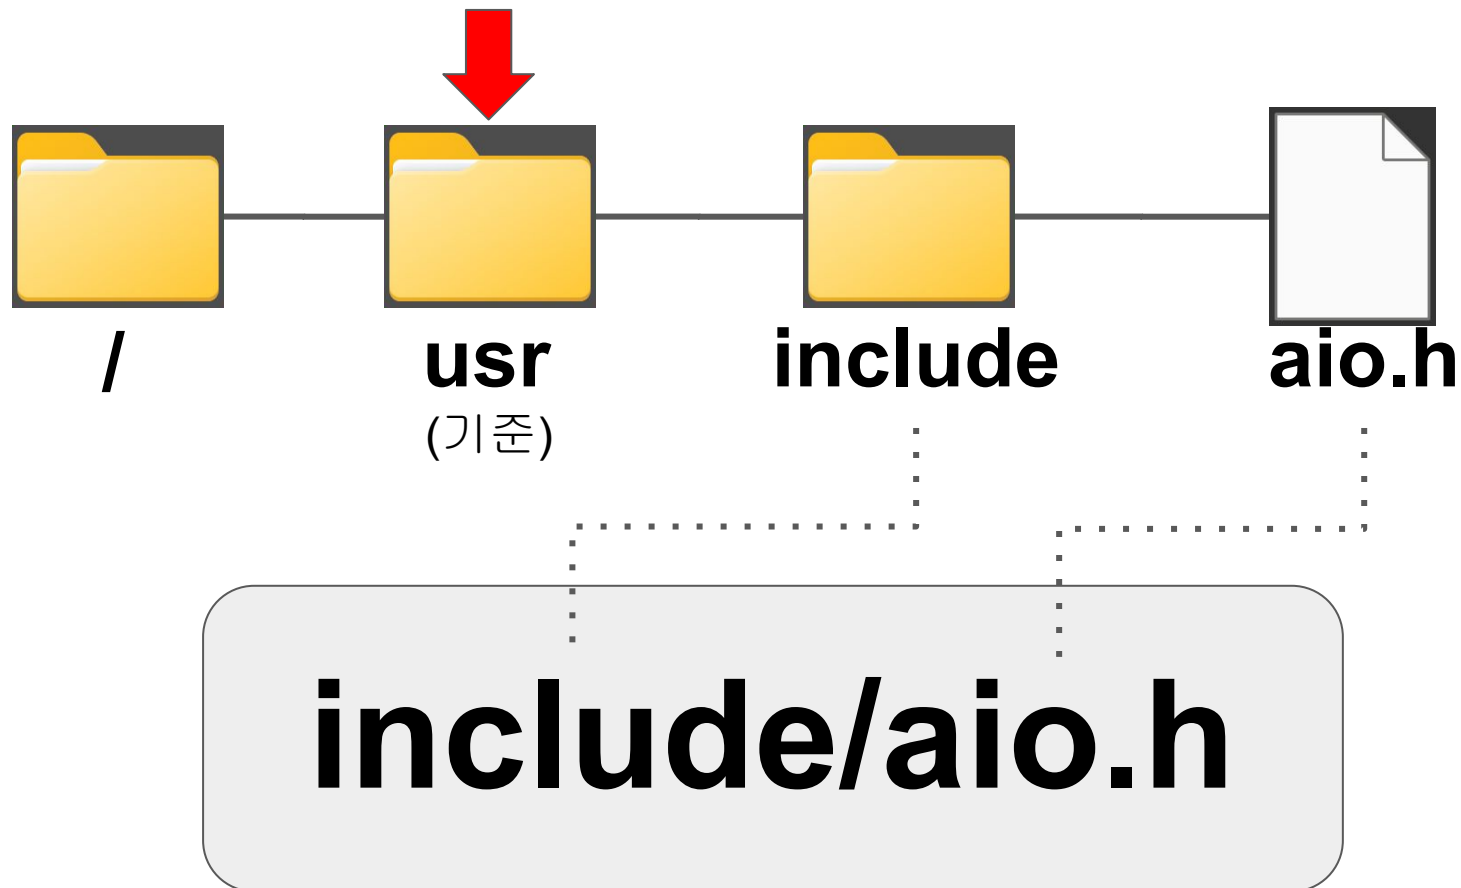 / usr include aio.h
(기준)
include/aio.h